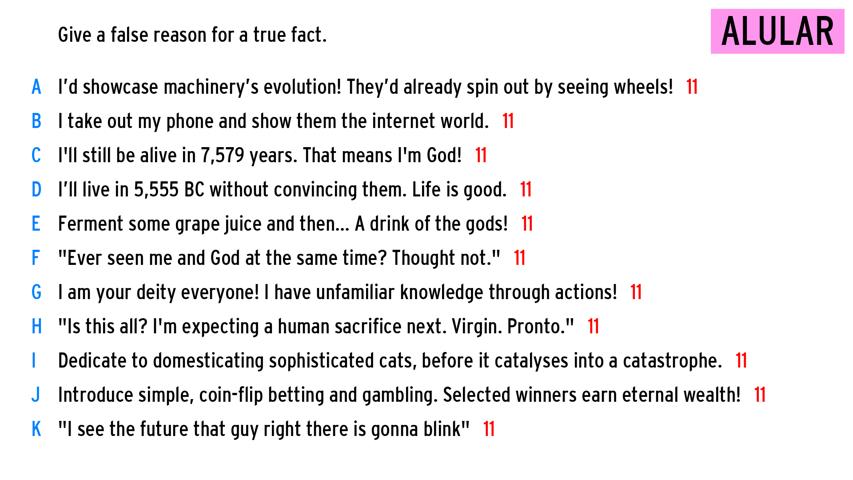 Give a false reason for a true fact.
ALULAR
A I'd showcase machinery's evolution! They'd already spin out by seeing wheels! 11
B I take out my phone and show them the internet world. 11
C I'll still be alive in 7,579 years. That means I'm God! 11
D I'll live in 5,555 BC without convincing them. Life is good. 11
E Ferment some grape juice and then... A drink of the gods! 11
F "Ever seen me and God at the same time? Thought not." 11
G I am your deity everyone! I have unfamiliar knowledge through actions! 11
H "Is this all? I'm expecting a human sacrifice next. Virgin. Pronto." 11
I Dedicate to domesticating sophisticated cats, before it catalyses into a catastrophe. 11
J Introduce simple, coin-flip betting and gambling. Selected winners earn eternal wealth! 11
K "I see the future that guy right there is gonna blink" 11